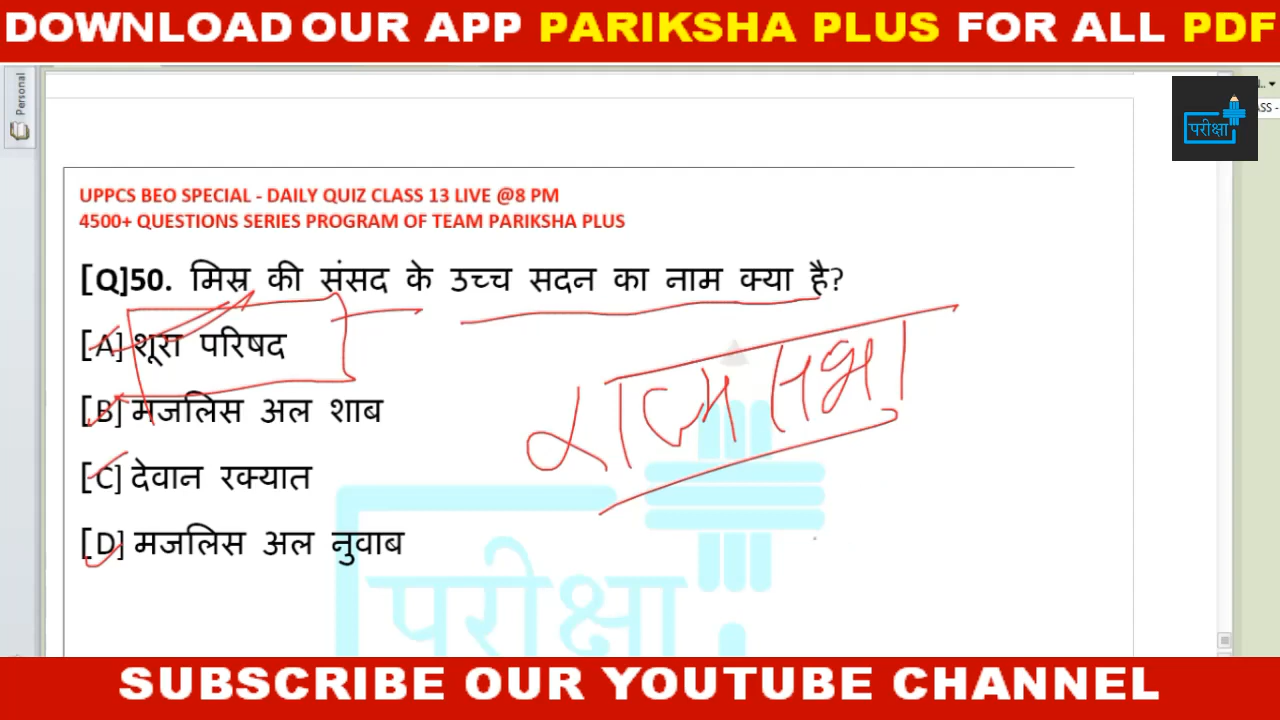 DOWNLOAD OUR APP PARIKSHA PLUS FOR ALL PDF
Personal
परीक्षा
ASS -
UPPCS BEO SPECIAL - DAILY QUIZ CLASS 13 LIVE @8 PM
4500+ QUESTIONS SERIES PROGRAM OF TEAM PARIKSHA PLUS
[Q]50. मिस्र की संसद के उच्च सदन का नाम क्या है?
[A] शूरा परिषद
[B] मजलिस अल शाब
राज्य सभा
[C] देवान रक्यात
[D] मजलिस अल नुवाब
परीक्षा
SUBSCRIBE OUR YOUTUBE CHANNEL